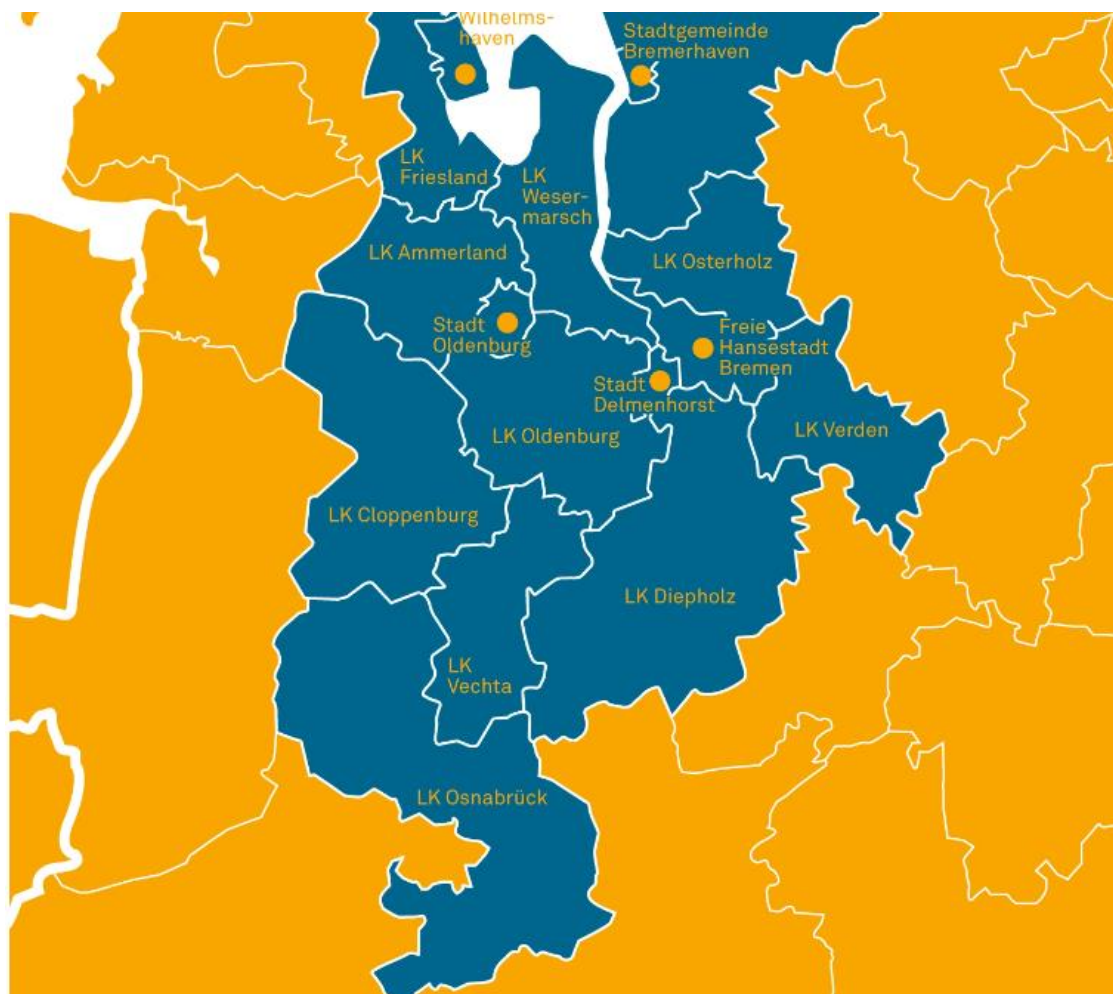 Wilhelms-
haven
Stadtgemeinde
Bremerhaven
LK
Friesland
LK
Weser-
marsch
LK Ammerland
LK Osterholz
Stadt
Oldenburg
Freie
Hansestadt
Bremen
Stadt
Delmenhorst
LK Oldenburg
LK Verden
LK Cloppenburg
LK Diepholz
LK
Vechta
LK Osnabrück